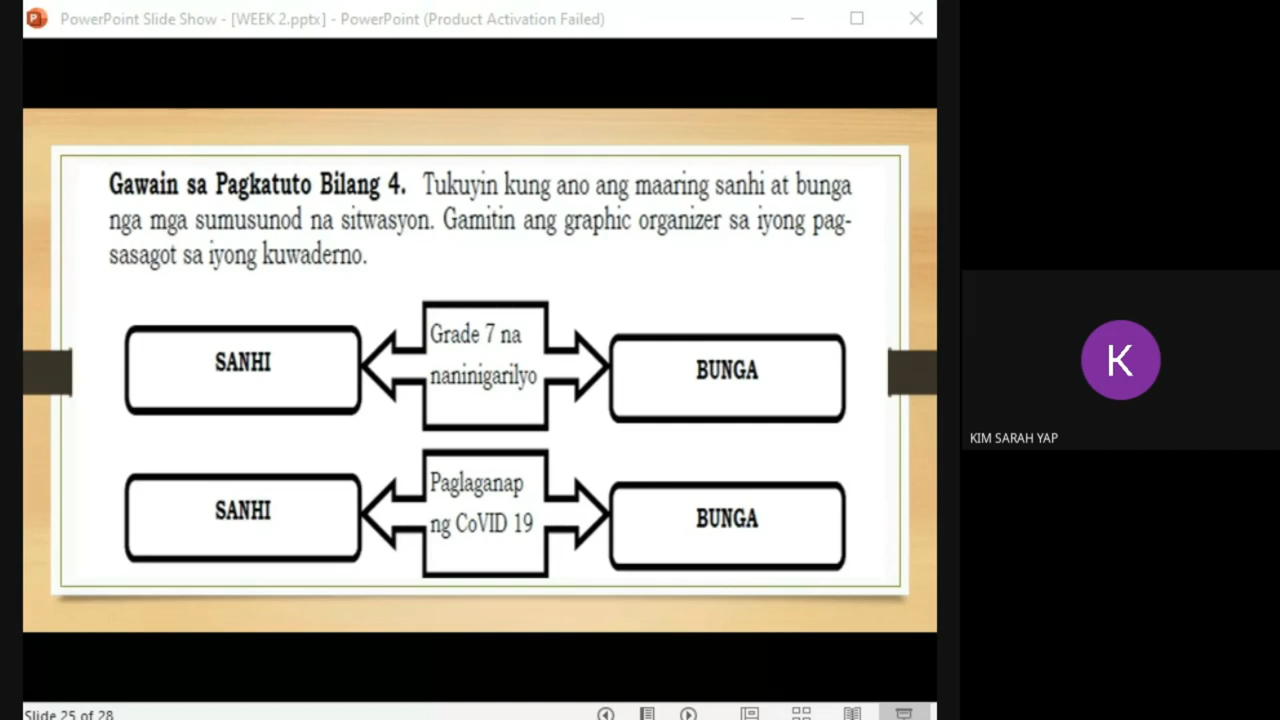 PowerPoint Slide Show - [WEEK 2.pptx] - PowerPoint (Product Activation Failed)
Gawain sa Pagkatuto Bilang 4. Tukuyin kung ano ang maaring sanhi at bunga
nga mga sumusunod na sitwasyon. Gamitin ang graphic organizer sa iyong pag-
sasagot sa iyong kuwaderno.
SANHI
Grade 7 na
naninigarilyo
BUNGA
SANHI
Paglaganap
ng CoVID 19
BUNGA
K
KIM SARAH YAP
Slide 25 of 28